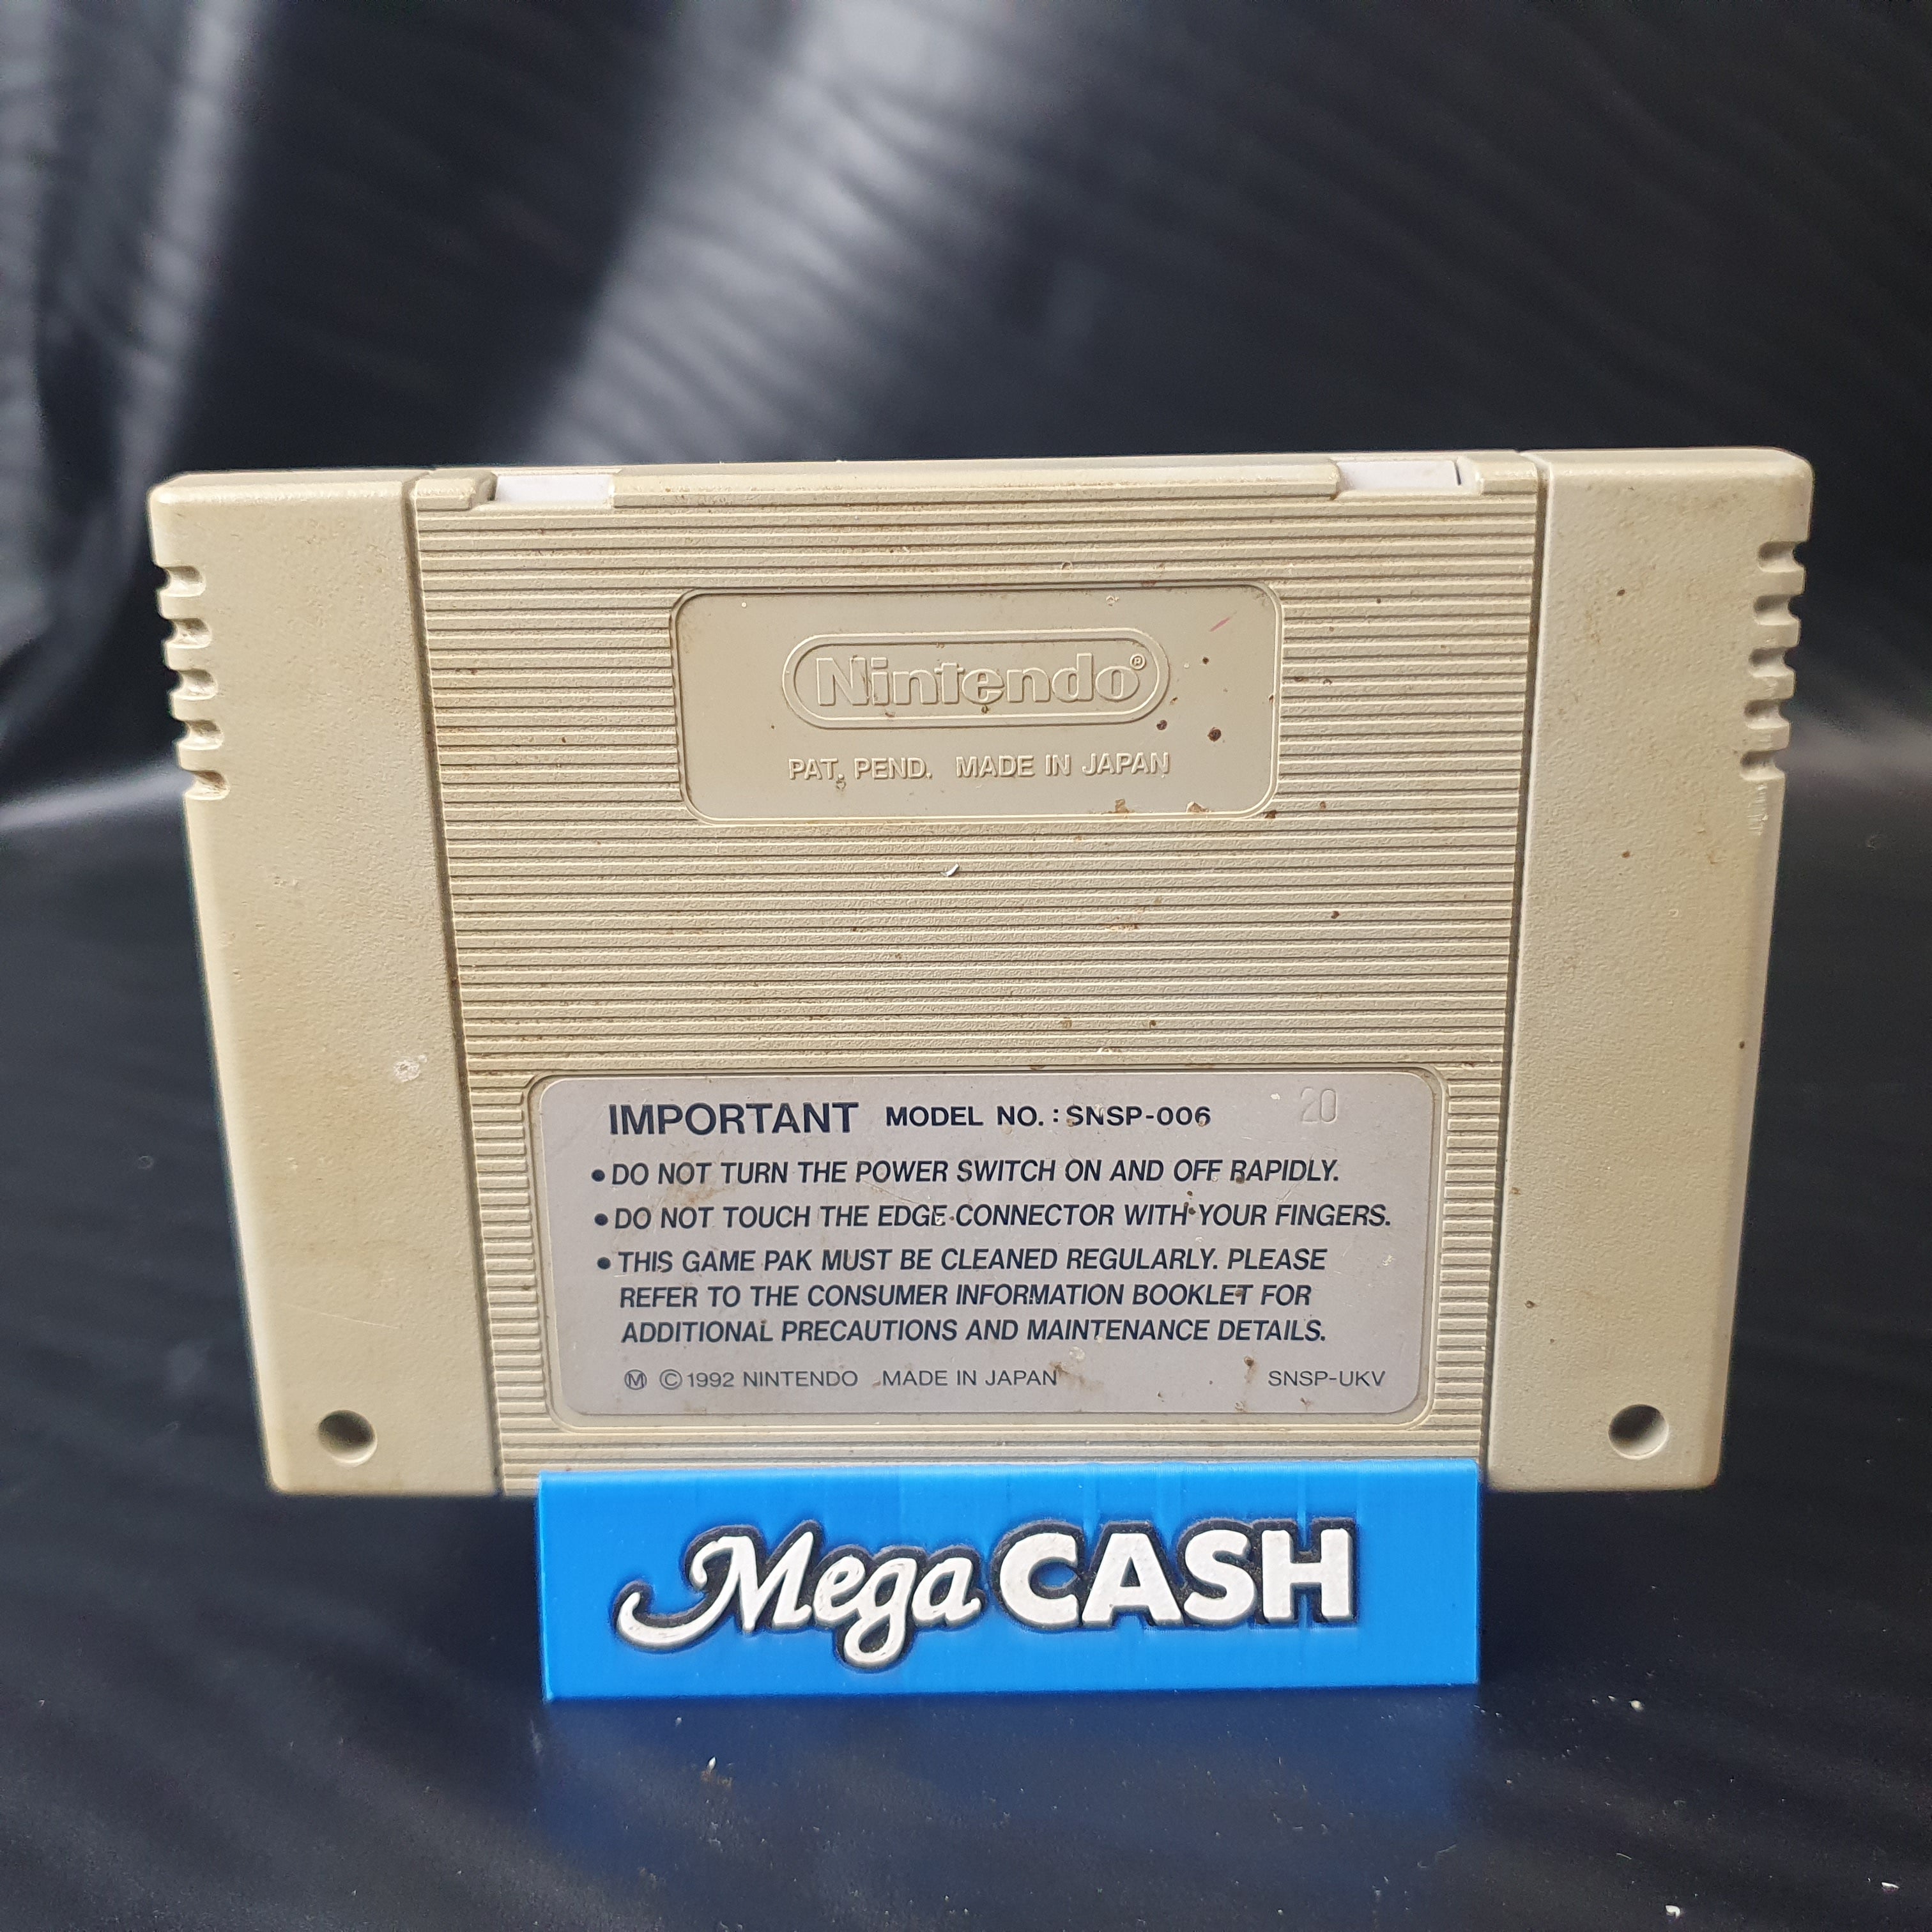 Nintendo®
PAT. PEND. MADE IN JAPAN
IMPORTANT MODEL NO.: SNSP-006 20
•DO NOT TURN THE POWER SWITCH ON AND OFF RAPIDLY.
•DO NOT TOUCH THE EDGE CONNECTOR WITH YOUR FINGERS.
•THIS GAME PAK MUST BE CLEANED REGULARLY. PLEASE
REFER TO THE CONSUMER INFORMATION BOOKLET FOR
ADDITIONAL PRECAUTIONS AND MAINTENANCE DETAILS.
Ⓜ ©1992 NINTENDO MADE IN JAPAN SNSP-UKV
Mega CASH